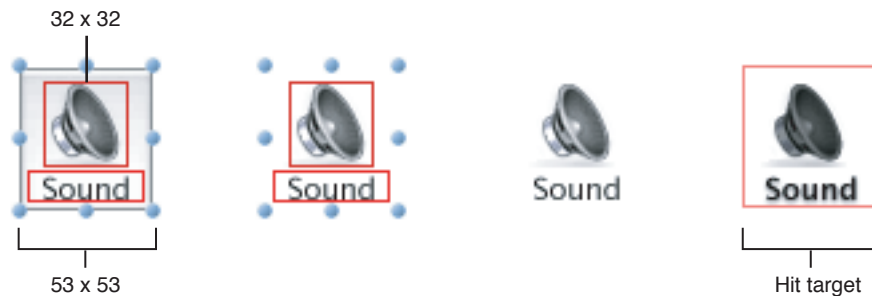 32 x 32
Sound
Sound
Sound
Sound
53 x 53
Hit target